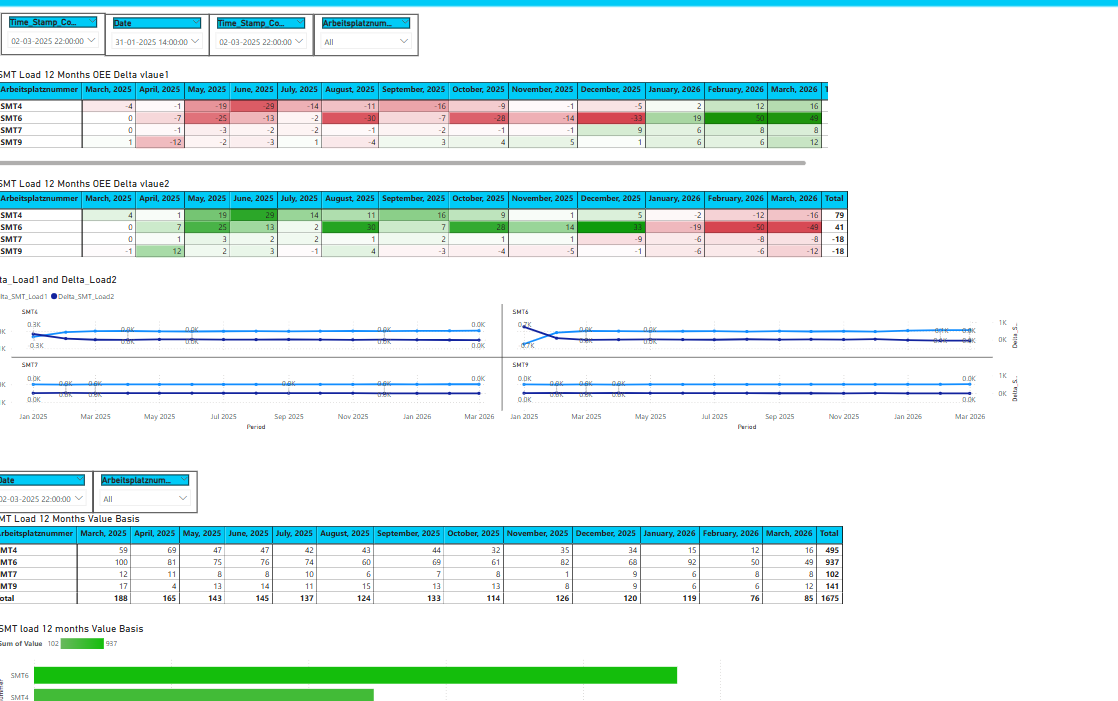 Time_Stamp_Co... Date Time_Stamp_Co... Arbeitsplatznum...
02-03-2025 22:00:00 31-01-2025 14:00:00 02-03-2025 22:00:00 All
SMT Load 12 Months OEE Delta vlaue1
Arbeitsplatznummer March, 2025 April, 2025 May, 2025 June, 2025 July, 2025 August, 2025 September, 2025 October, 2025 November, 2025 December, 2025 January, 2026 February, 2026 March, 2026 T
SMT4 -4 -1 -19 -29 -14 -11 -16 -9 -1 -5 2 12 16
SMT6 0 -7 -25 -13 -2 -30 -7 -28 -14 -33 19 50 49
SMT7 0 -1 -3 -2 -2 -1 -2 -1 -1 9 6 8 8
SMT9 1 -12 -2 -3 1 -4 3 4 5 1 6 6 12
SMT Load 12 Months OEE Delta vlaue2
Arbeitsplatznummer March, 2025 April, 2025 May, 2025 June, 2025 July, 2025 August, 2025 September, 2025 October, 2025 November, 2025 December, 2025 January, 2026 February, 2026 March, 2026 Total
SMT4 4 1 19 29 14 11 16 9 1 5 -2 -12 -16 79
SMT6 0 7 25 13 2 30 7 28 14 33 -19 -50 -49 41
SMT7 0 1 3 2 2 1 2 1 1 -9 -6 -8 -8 -18
SMT9 -1 12 2 3 -1 4 -3 -4 -5 -1 -6 -6 -12 -18
ta_Load1 and Delta_Load2
lta_SMT_Load1 Delta_SMT_Load2
SMT4 SMT6
0.3K 0.0K 0.0K 0.0K 0.0K 0.7K 0.0K 0.0K 0.1K 0.0K 1K
0K 0K Delta_S...
1K 0.3K 0.0K 0.0K 0.0K 0.0K 0.7K 0.0K 0.0K 0.0K 0.0K
SMT7 SMT9
0.0K 0.0K 0.0K 0.0K 0.0K 0.0K 0.0K 0.0K 0.0K 0.0K 1K
0K 0K Delta_S...
1K 0.0K 0.0K 0.0K 0.0K 0.0K 0.0K 0.0K 0.0K 0.0K 0.0K
Jan 2025 Mar 2025 May 2025 Jul 2025 Sep 2025 Nov 2025 Jan 2026 Mar 2026 Jan 2025 Mar 2025 May 2025 Jul 2025 Sep 2025 Nov 2025 Jan 2026 Mar 2026
Period Period
Date Arbeitsplatznum...
02-03-2025 22:00:00 All
MT Load 12 Months Value Basis
Arbeitsplatznummer March, 2025 April, 2025 May, 2025 June, 2025 July, 2025 August, 2025 September, 2025 October, 2025 November, 2025 December, 2025 January, 2026 February, 2026 March, 2026 Total
MT4 59 69 47 47 42 43 44 32 35 34 15 12 16 495
MT6 100 81 75 76 74 60 69 61 82 68 92 50 49 937
MT7 12 11 8 8 10 6 7 8 1 9 6 8 8 102
MT9 17 4 13 14 11 15 13 13 8 9 6 6 12 141
otal 188 165 143 145 137 124 133 114 126 120 119 76 85 1675
SMT load 12 months Value Basis
Sum of Value 102 937
SMT6
SMT4